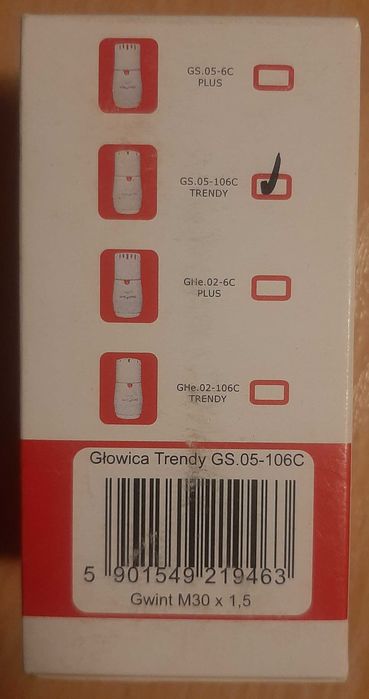 GS.05-6C
PLUS
GS.05-106C
TRENDY
GHe.02-6C
PLUS
GHe.02-106C
TRENDY
Głowica Trendy GS.05-106C
5 901549 219463
Gwint M30 x 1,5